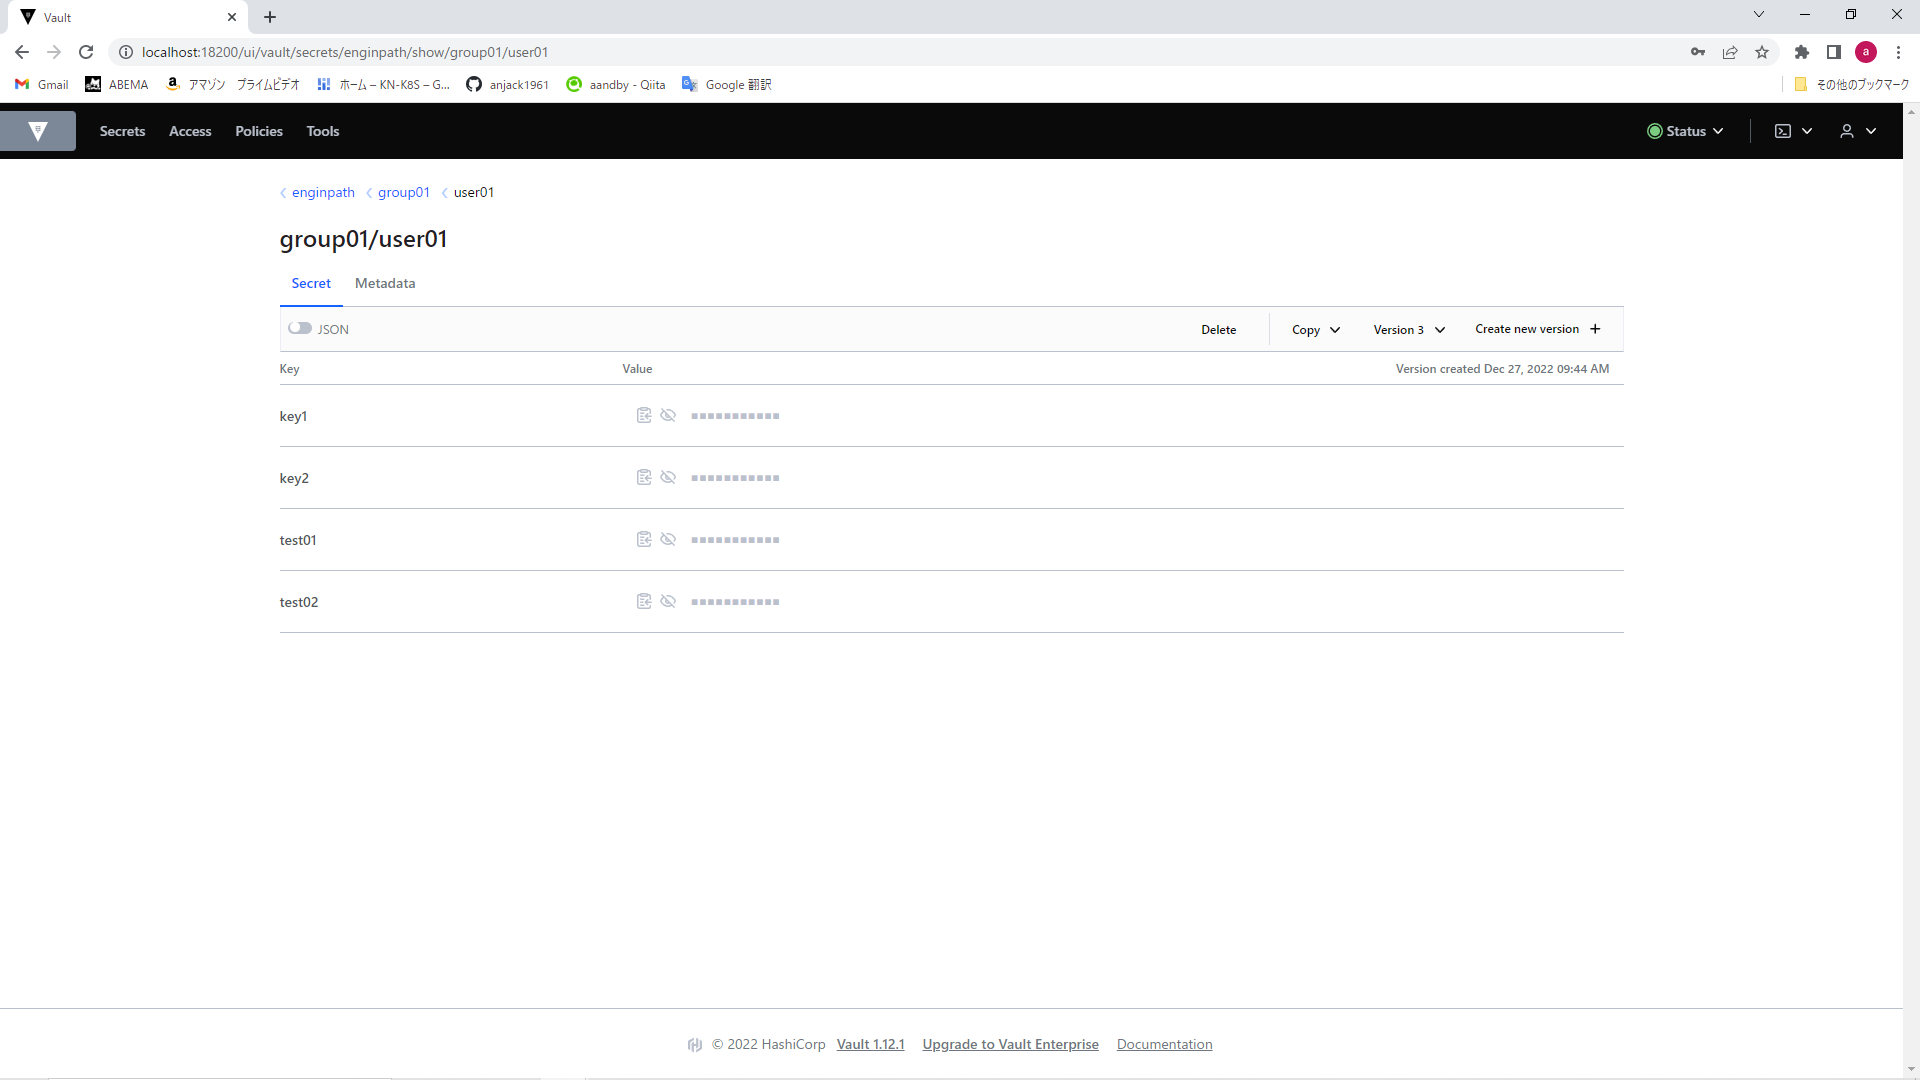 Vault
localhost:18200/ui/vault/secrets/enginpath/show/group01/user01
a
Gmail ABEMA アマゾン プライムビデオ ホーム – KN-K8S – G... anjack1961 aandby - Qiita Google 翻訳 その他のブックマーク
Secrets Access Policies Tools Status
enginpath group01 user01
group01/user01
Secret Metadata
JSON Delete Copy Version 3 Create new version +
Key Value Version created Dec 27, 2022 09:44 AM
key1
key2
test01
test02
© 2022 HashiCorp Vault 1.12.1 Upgrade to Vault Enterprise Documentation